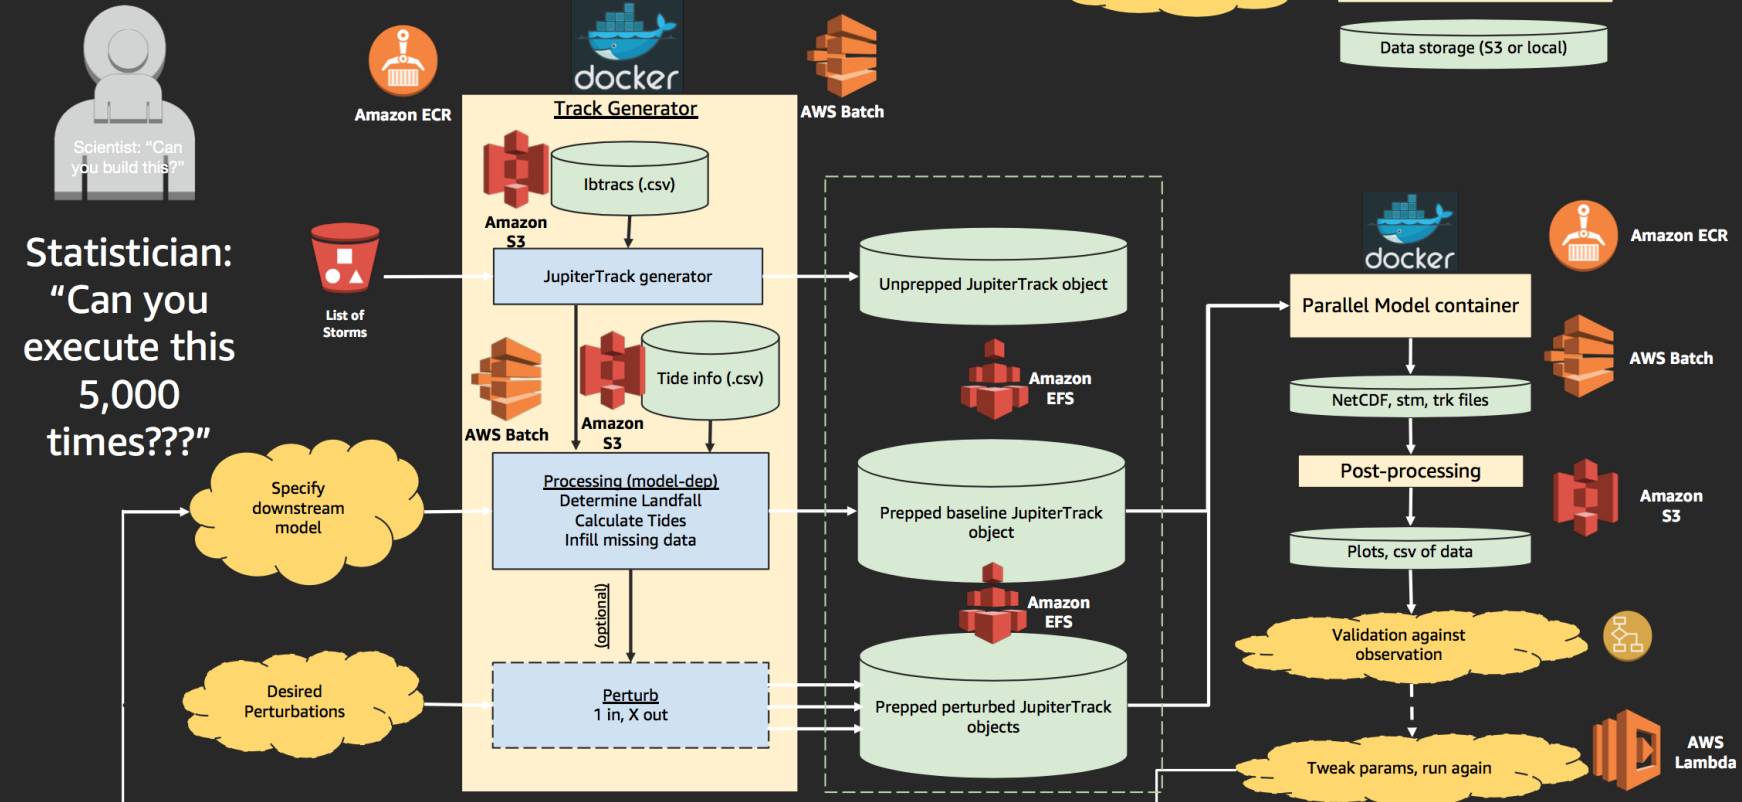 Scientist: “Can
you build this?”
Statistician:
“Can you
execute this
5,000
times???”
Amazon ECR
docker
AWS Batch
Data storage (S3 or local)
Track Generator
Ibtracs (.csv)
Amazon
S3
List of
Storms
JupiterTrack generator
Unprepped JupiterTrack object
AWS Batch
Tide info (.csv)
Amazon
S3
Amazon
EFS
Specify
downstream
model
Processing (model-dep)
Determine Landfall
Calculate Tides
Infill missing data
Prepped baseline JupiterTrack
object
(optional)
Amazon
EFS
Desired
Perturbations
Perturb
1 in, X out
Prepped perturbed JupiterTrack
objects
docker
Amazon ECR
Parallel Model container
AWS Batch
NetCDF, stm, trk files
Post-processing
Amazon
S3
Plots, csv of data
Validation against
observation
Tweak params, run again
AWS
Lambda